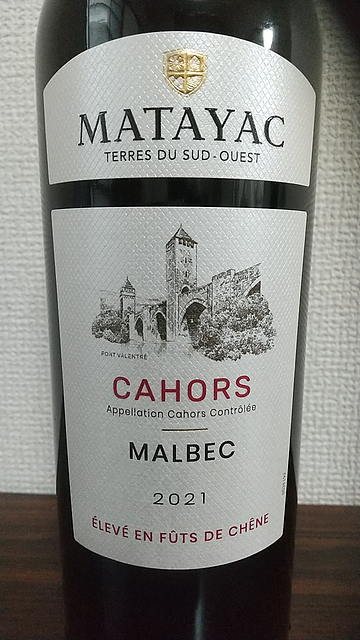 MATAYAC
TERRES DU SUD-OUEST
PONT VALENTRÉ
CAHORS
Appellation Cahors Contrôlée
MALBEC
2021
ÉLEVÉ EN FÛTS DE CHÊNE